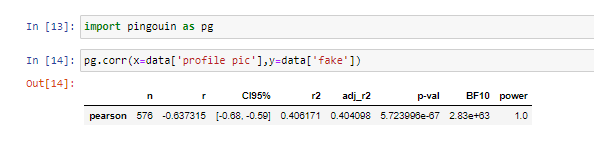 In [13]: import pingouin as pg
In [14]: pg.corr(x=data['profile pic'],y=data['fake'])
Out[14]:
n r CI95% r2 adj_r2 p-val BF10 power
pearson 576 -0.637315 [-0.68, -0.59] 0.406171 0.404098 5.723996e-67 2.83e+63 1.0